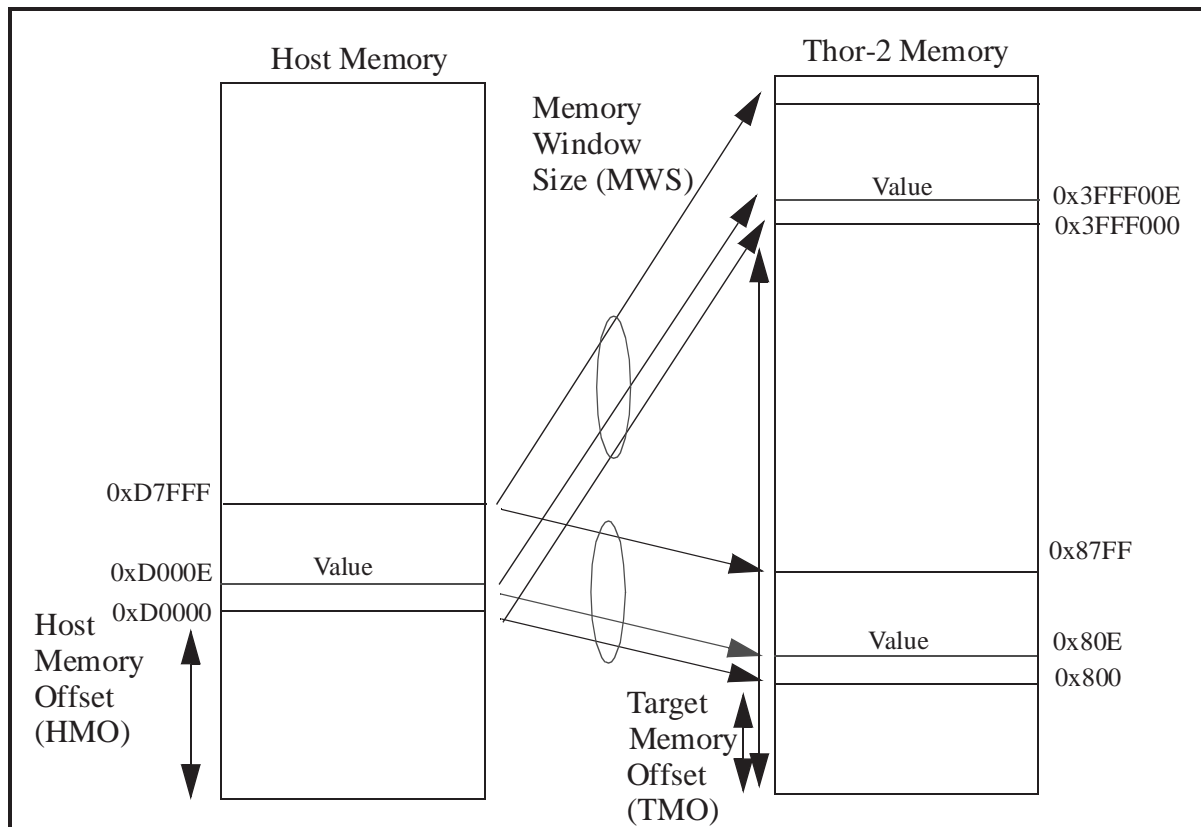 Host Memory
Thor-2 Memory
Memory
Window
Size (MWS)
Value
0x3FFF00E
0x3FFF000
0xD7FFF
0xD000E
Value
0xD0000
Host
Memory
Offset
(HMO)
0x87FF
Value
0x80E
0x800
Target
Memory
Offset
(TMO)